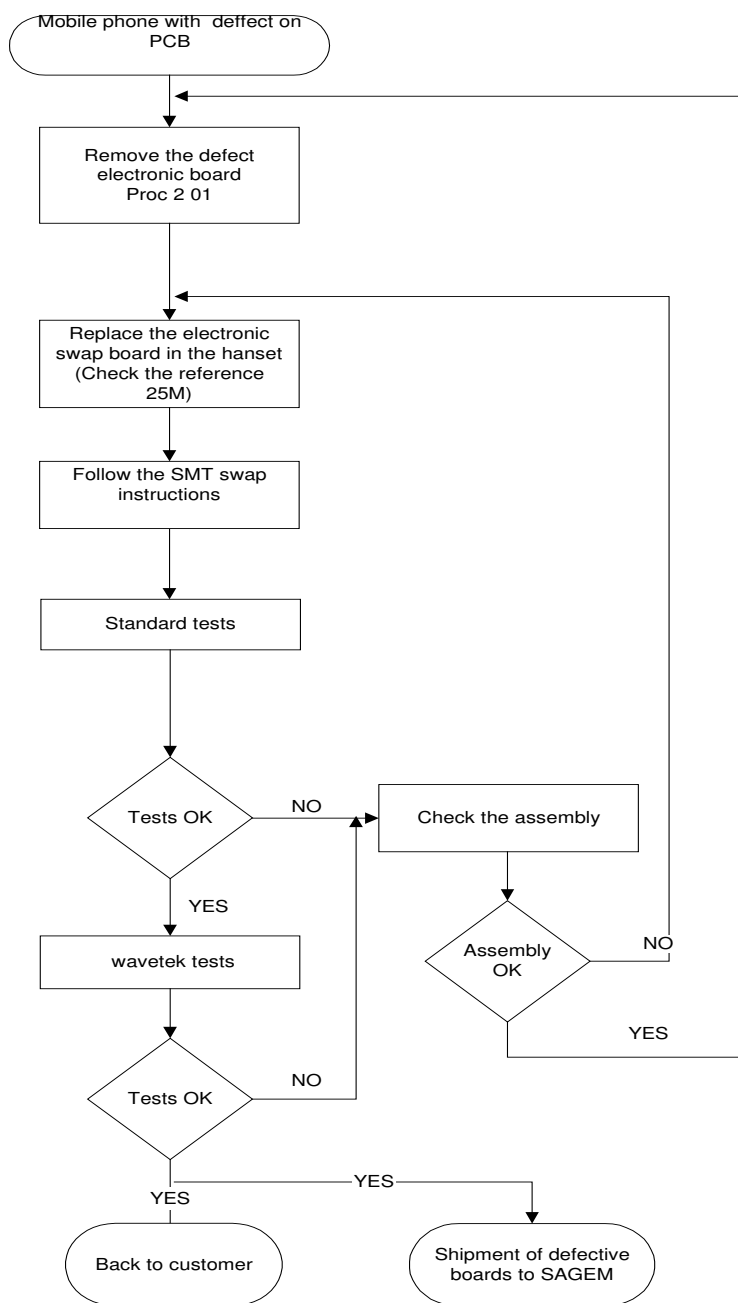 Mobile phone with deffect on
PCB
Remove the defect
electronic board
Proc 2 01
Replace the electronic
swap board in the hanset
(Check the reference
25M)
Follow the SMT swap
instructions
Standard tests
Tests OK
NO
Check the assembly
YES
wavetek tests
Assembly
OK
NO
YES
Tests OK
NO
YES
YES
Back to customer
Shipment of defective
boards to SAGEM